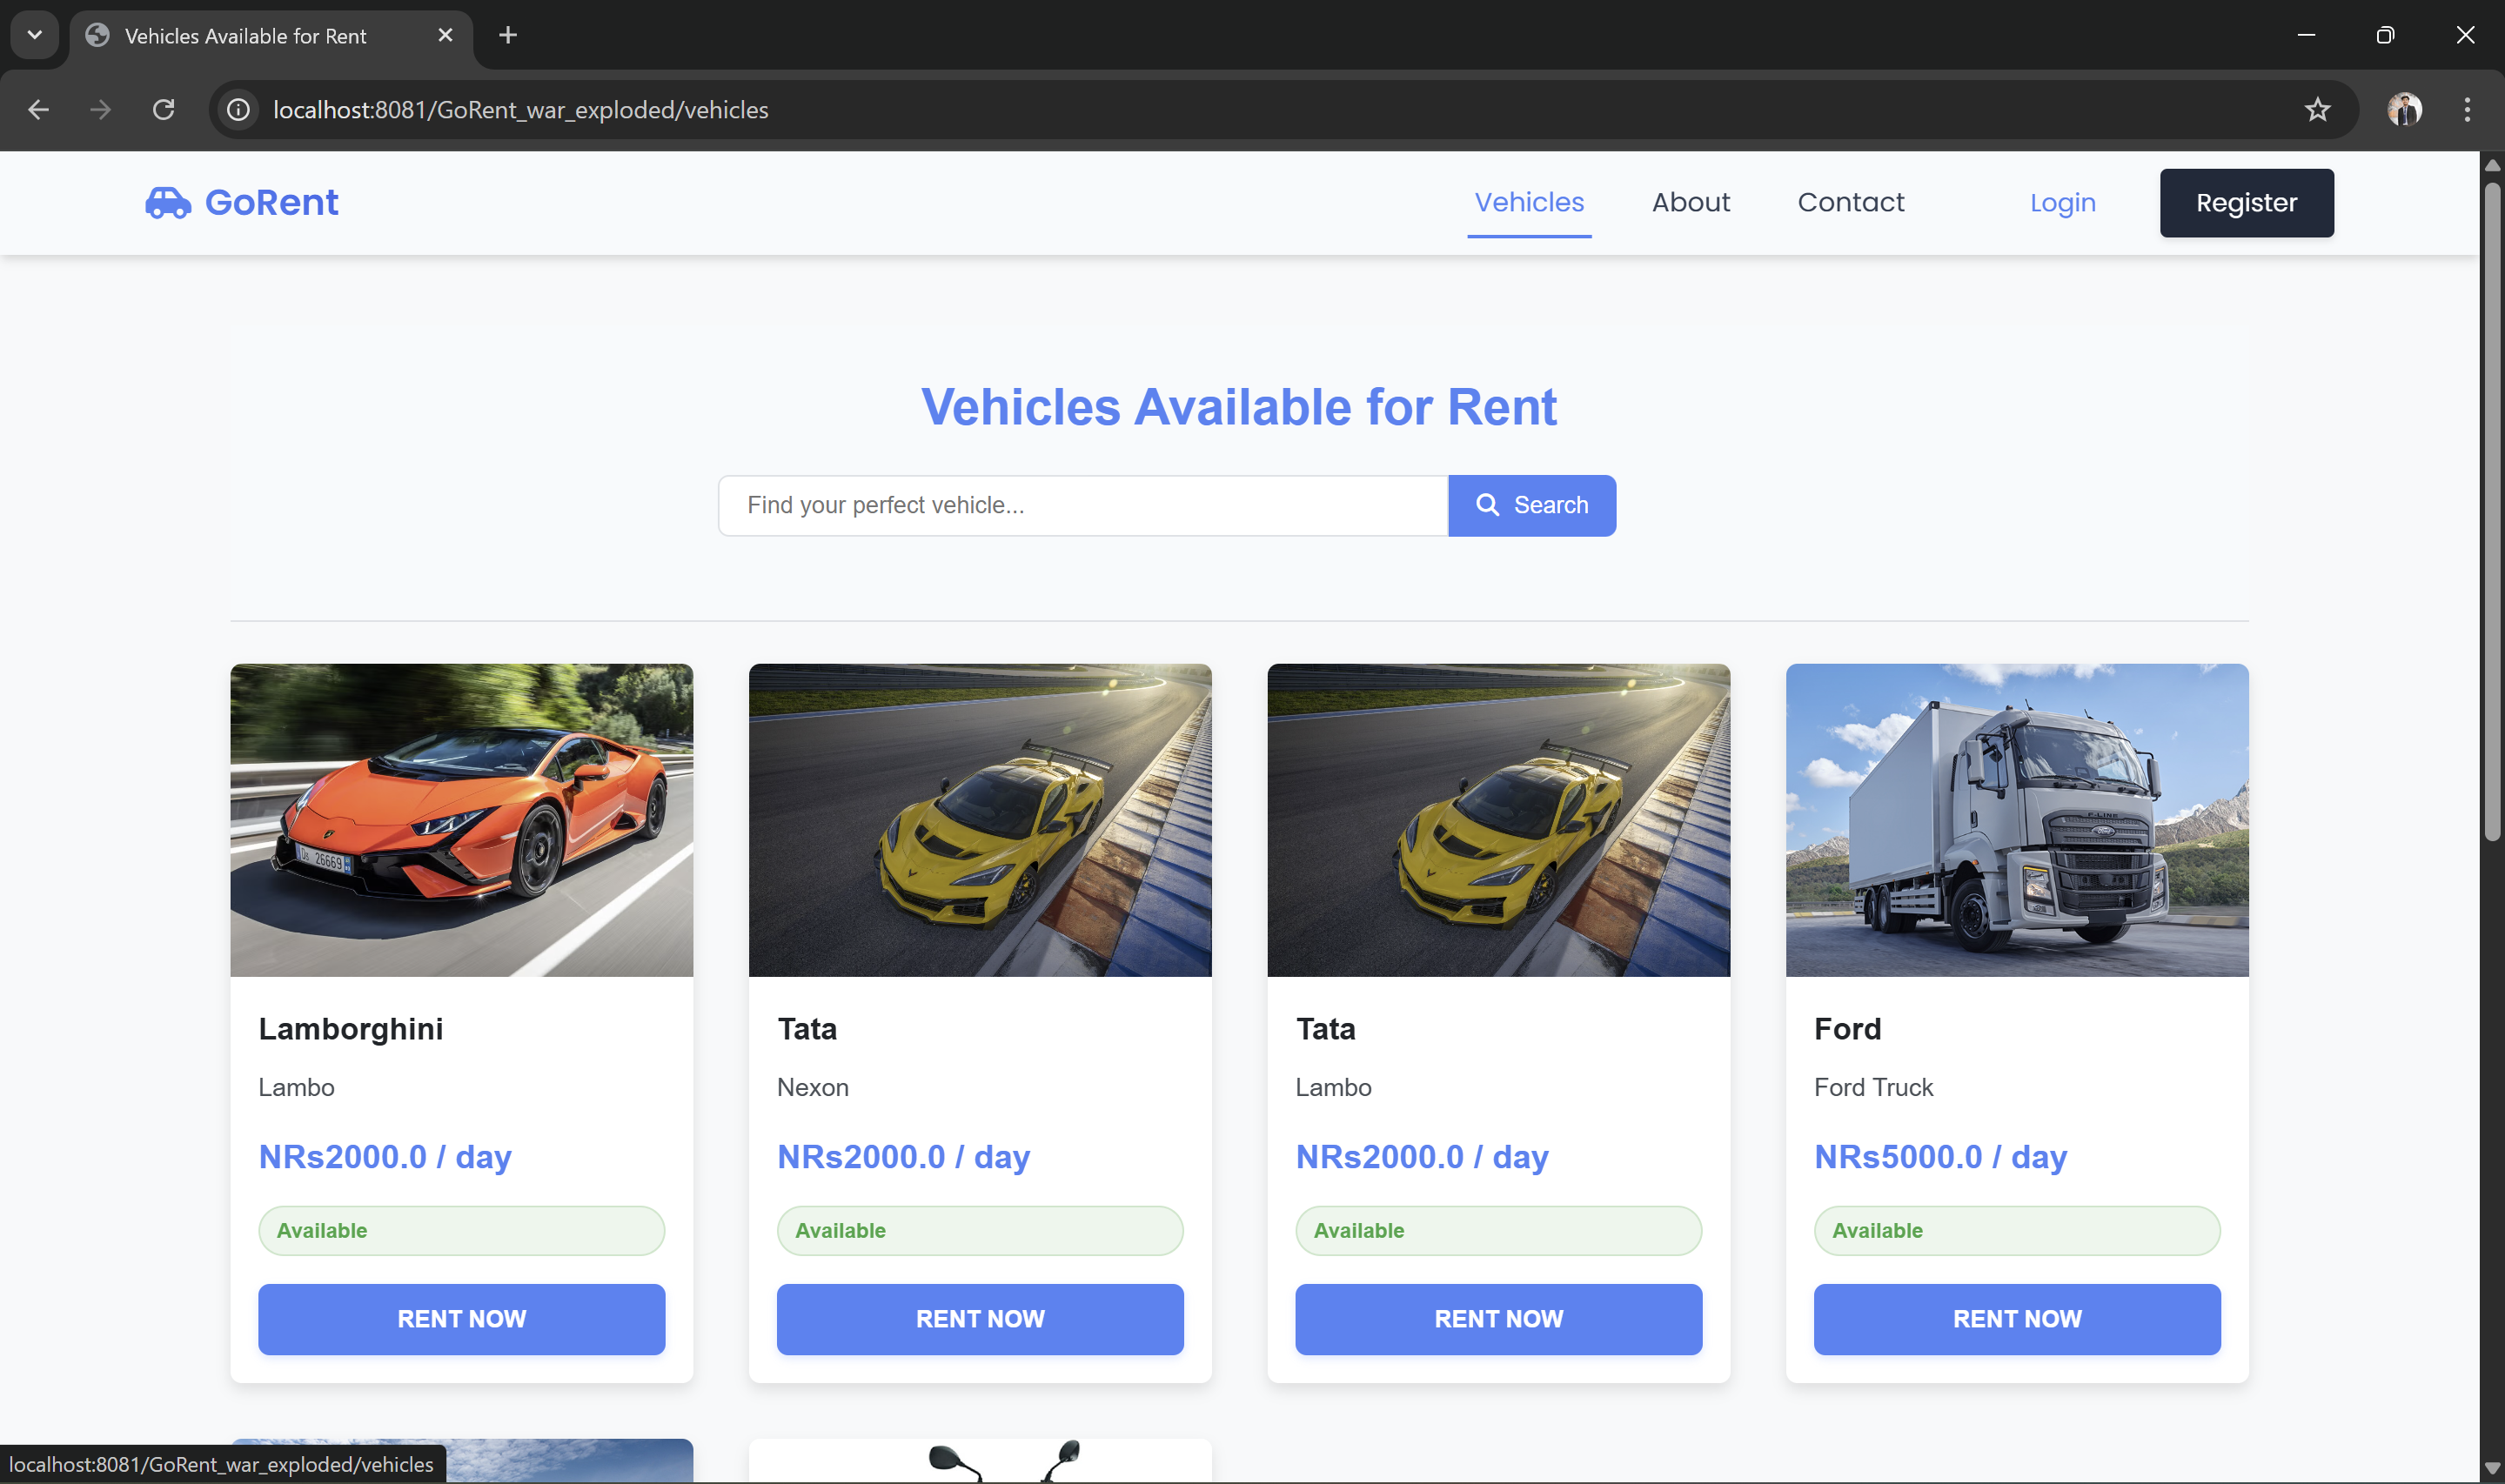 Vehicles Available for Rent
localhost:8081/GoRent_war_exploded/vehicles
GoRent
Vehicles
About
Contact
Login
Register
Vehicles Available for Rent
Find your perfect vehicle...
Search
26669
F-LINE
Ford
Lamborghini
Lambo
NRs2000.0 / day
Available
RENT NOW
Tata
Nexon
NRs2000.0 / day
Available
RENT NOW
Tata
Lambo
NRs2000.0 / day
Available
RENT NOW
Ford
Ford Truck
NRs5000.0 / day
Available
RENT NOW
localhost:8081/GoRent_war_exploded/vehicles